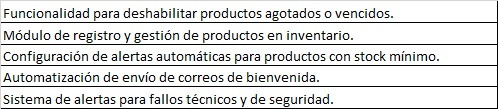 Funcionalidad para deshabilitar productos agotados o vencidos.
Módulo de registro y gestión de productos en inventario.
Configuración de alertas automáticas para productos con stock mínimo.
Automatización de envío de correos de bienvenida.
Sistema de alertas para fallos técnicos y de seguridad.